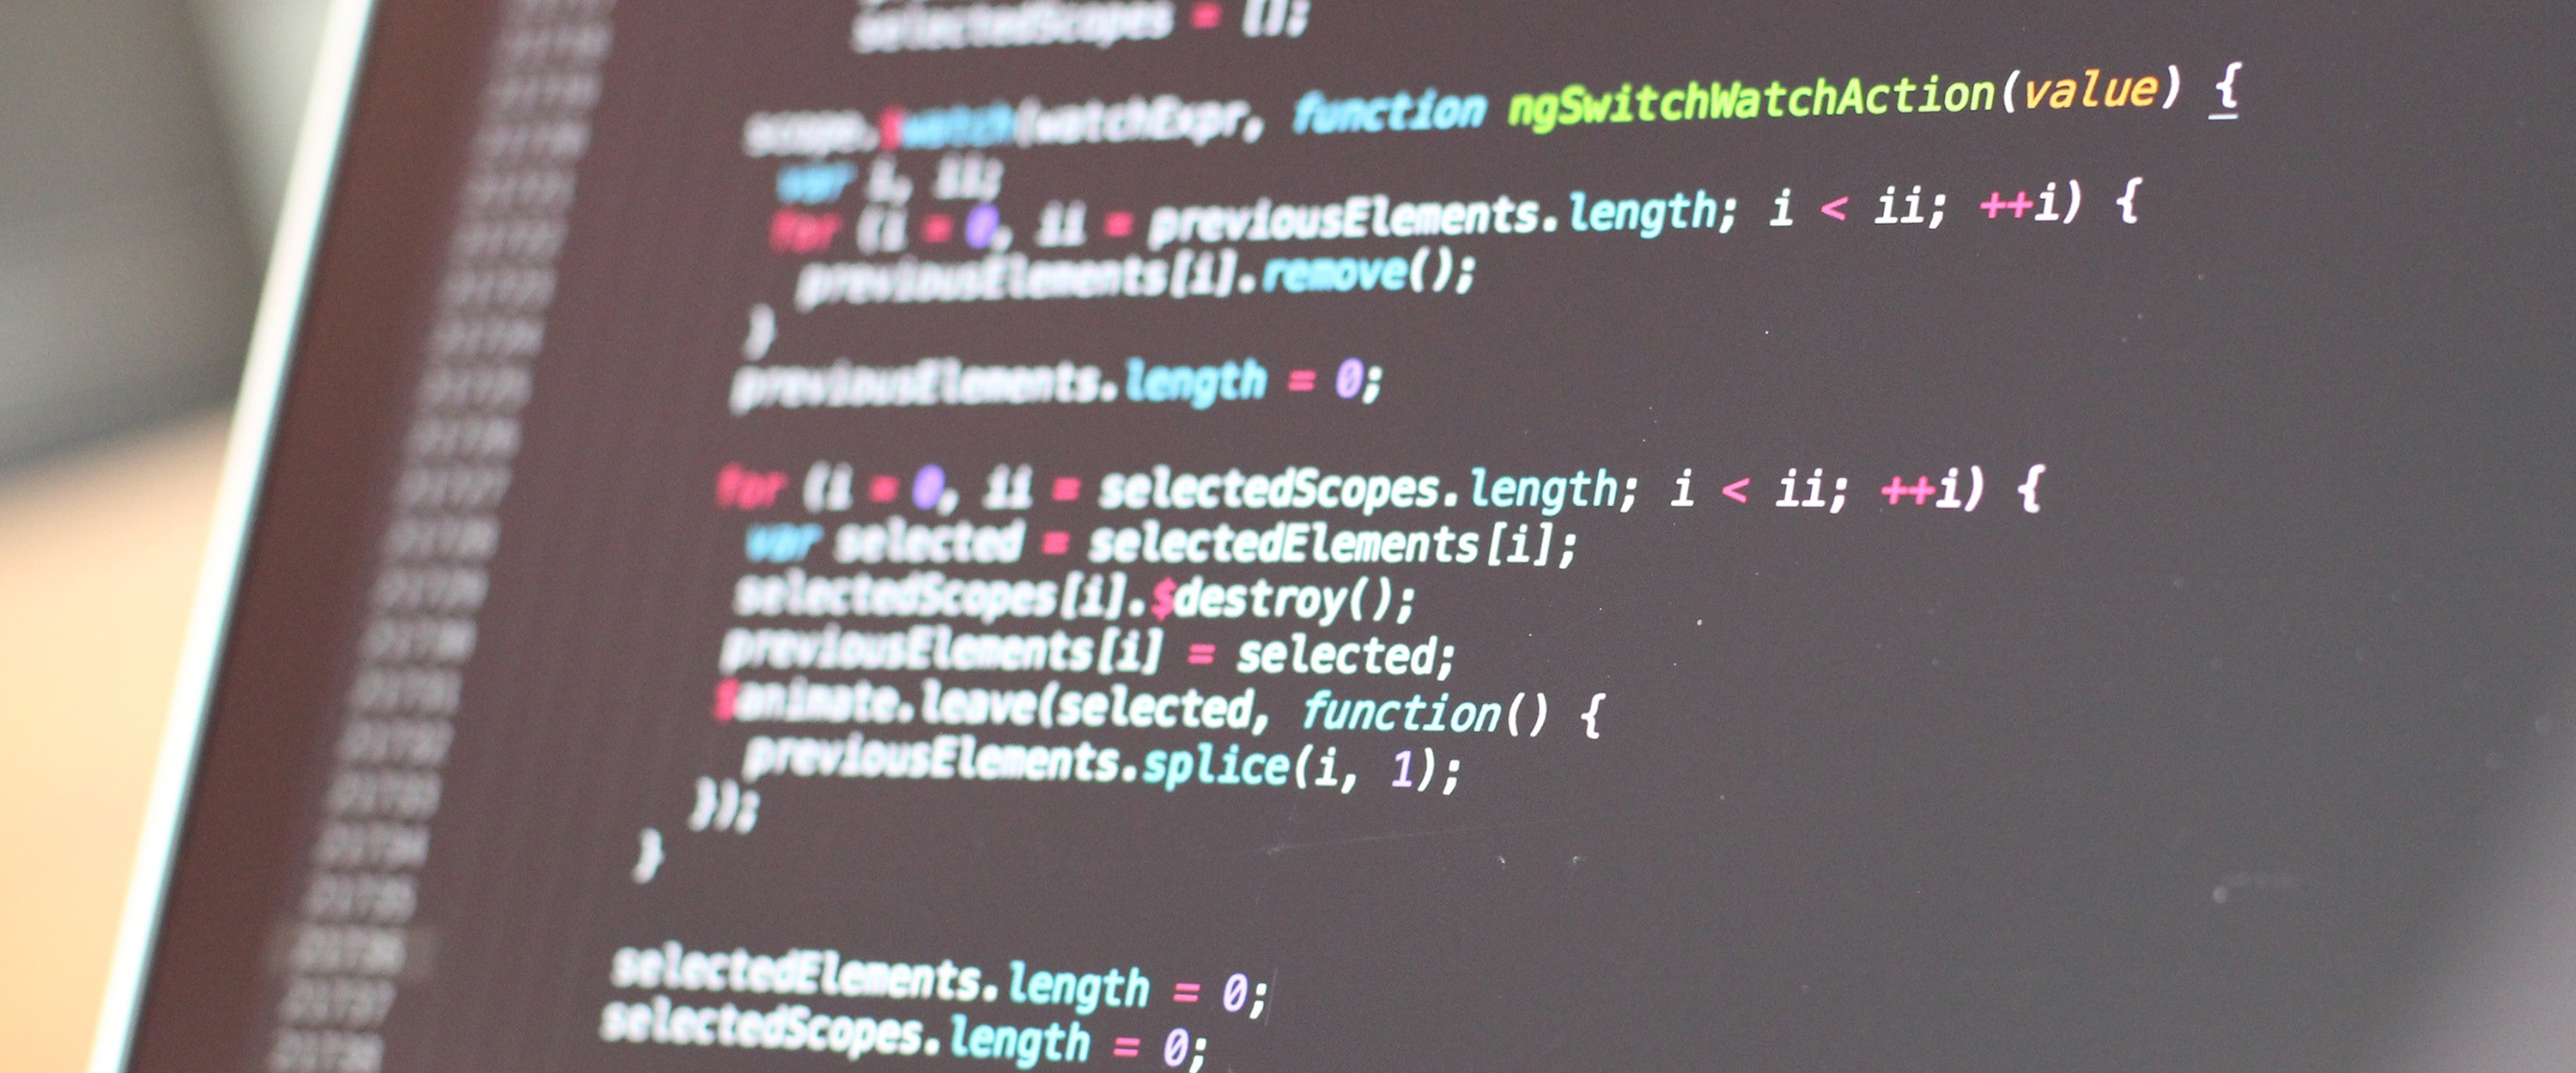 selectedScopes = [];
scope.$watch(watchExpr, function ngSwitchWatchAction(value) {
var i, ii;
for (i = 0, ii = previousElements.length; i < ii; ++i) {
previousElements[i].remove();
}
previousElements.length = 0;
for (i = 0, ii = selectedScopes.length; i < ii; ++i) {
var selected = selectedElements[i];
selectedScopes[i].$destroy();
previousElements[i] = selected;
$animate.leave(selected, function() {
previousElements.splice(i, 1);
});
}
selectedElements.length = 0;
selectedScopes.length = 0;